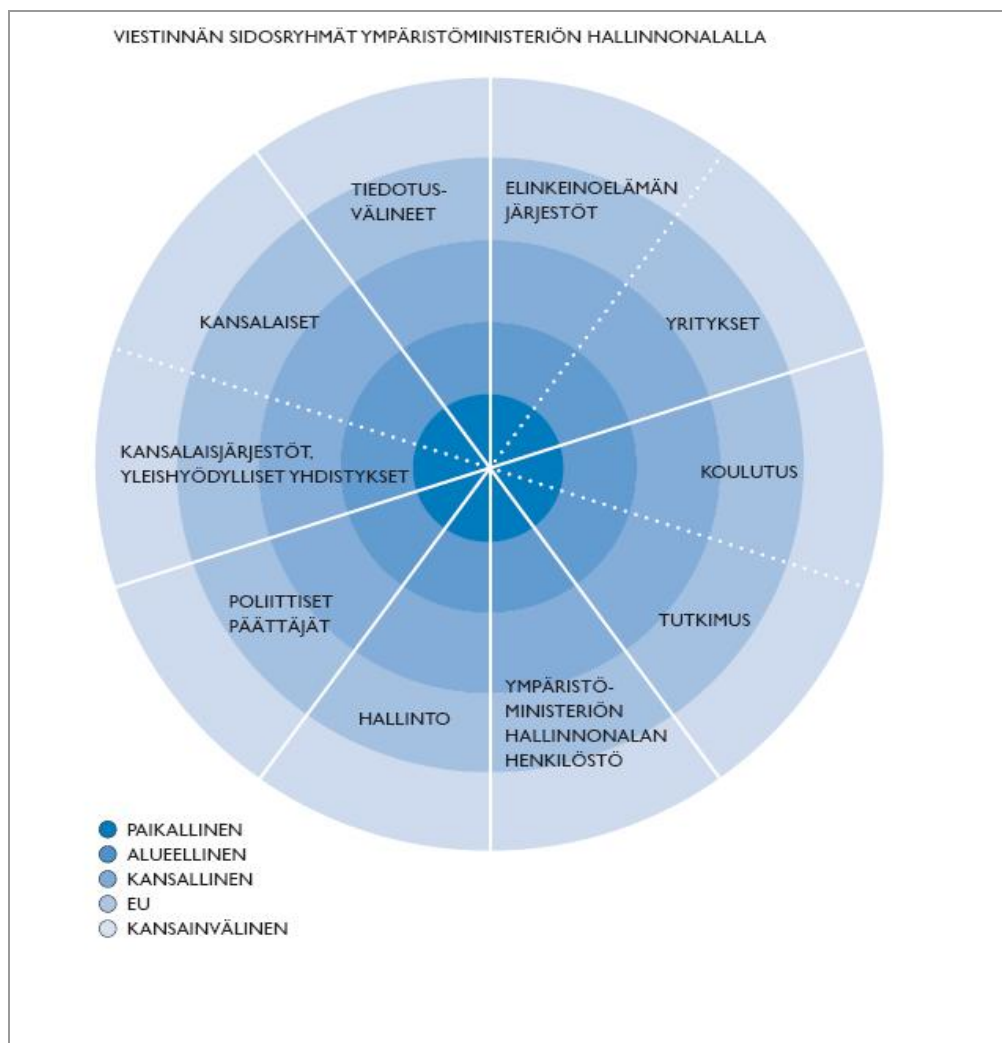 VIESTINNÄN SIDOSRYHMÄT YMPÄRISTÖMINISTERIÖN HALLINNONALALLA
TIEDOTUS-
VÄLINEET
ELINKEINOELÄMÄN
JÄRJESTÖT
KANSALAISET
YRITYKSET
KANSALAISJÄRJESTÖT,
YLEISHYÖDYLLISET YHDISTYKSET
KOULUTUS
POLIITTISET
PÄÄTTÄJÄT
TUTKIMUS
HALLINTO
YMPÄRISTÖ-
MINISTERIÖN
HALLINNONALAN
HENKILÖSTÖ
PAIKALLINEN
ALUEELLINEN
KANSALLINEN
EU
KANSAINVÄLINEN